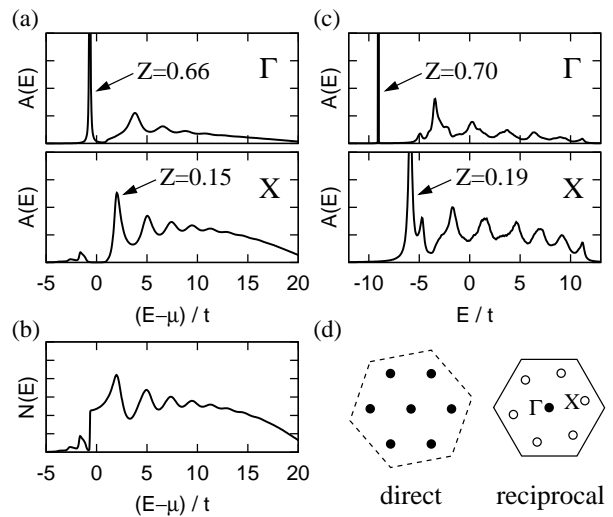 (a)
A(E)
Z=0.66
Γ
A(E)
Z=0.15
X
-5 0 5 10 15 20
(E−μ) / t
(b)
N(E)
-5 0 5 10 15 20
(E−μ) / t
(c)
A(E)
Z=0.70
Γ
A(E)
Z=0.19
X
-10 -5 0 5 10
E / t
(d)
Γ X
direct reciprocal